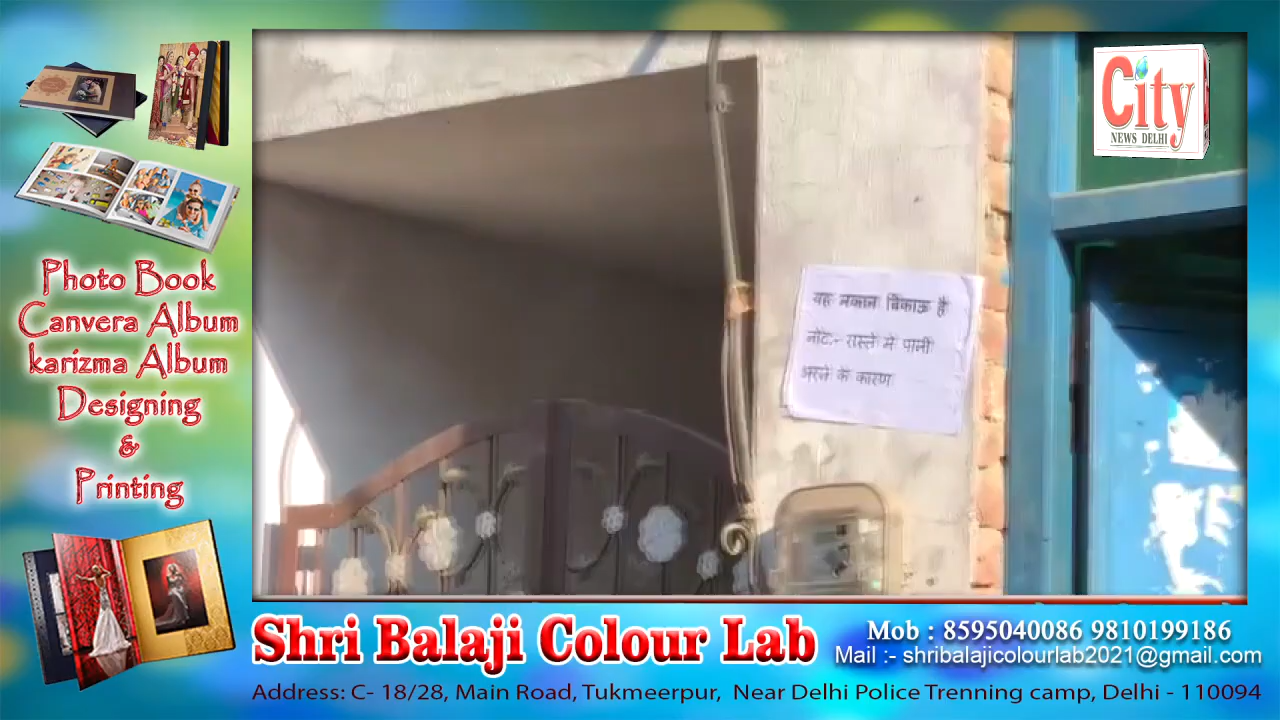 City
NEWS DELHI
यह मकान बिकाऊ है
नोट:- रास्ते में पानी
भरने के कारण
Photo Book
Canvera Album
karizma Album
Designing
&
Printing
Shri Balaji Colour Lab
Mob : 8595040086 9810199186
Mail :- shribalajicolourlab2021@gmail.com
Address: C- 18/28, Main Road, Tukmeerpur, Near Delhi Police Trenning camp, Delhi - 110094